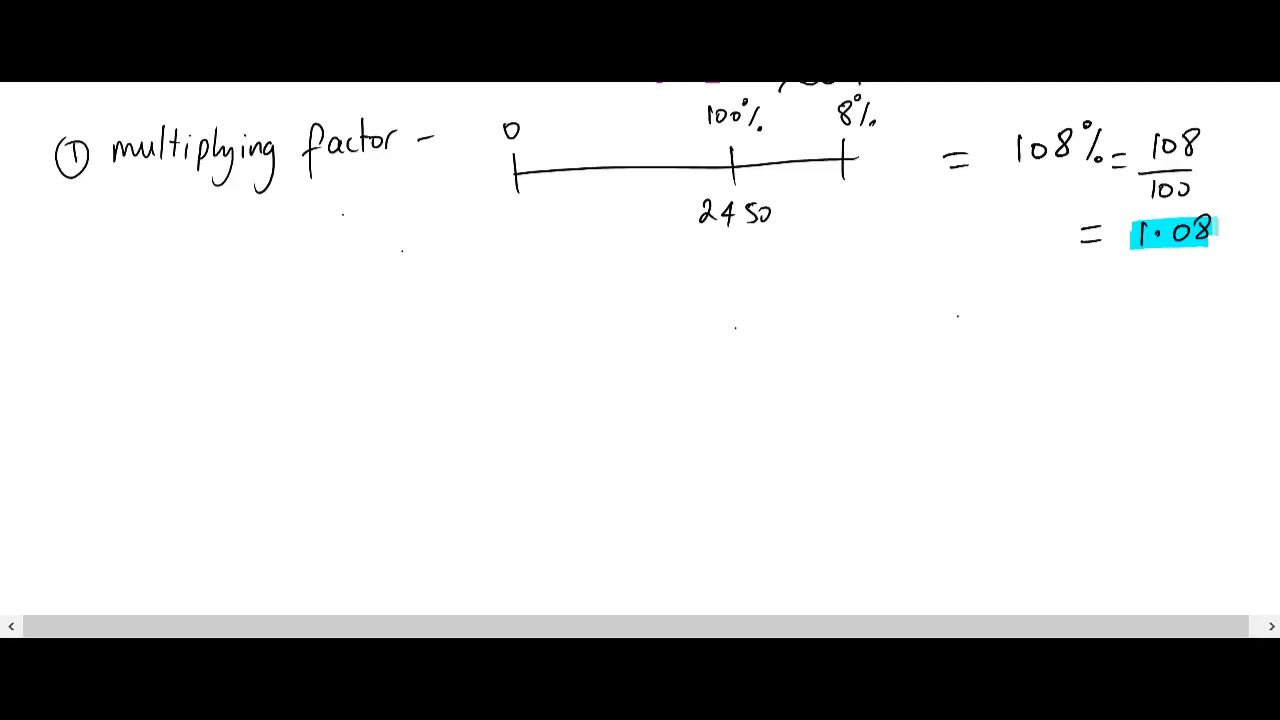 ① multiplying factor - 0 100% 8% = 108% = 108/100
2450
= 1.08